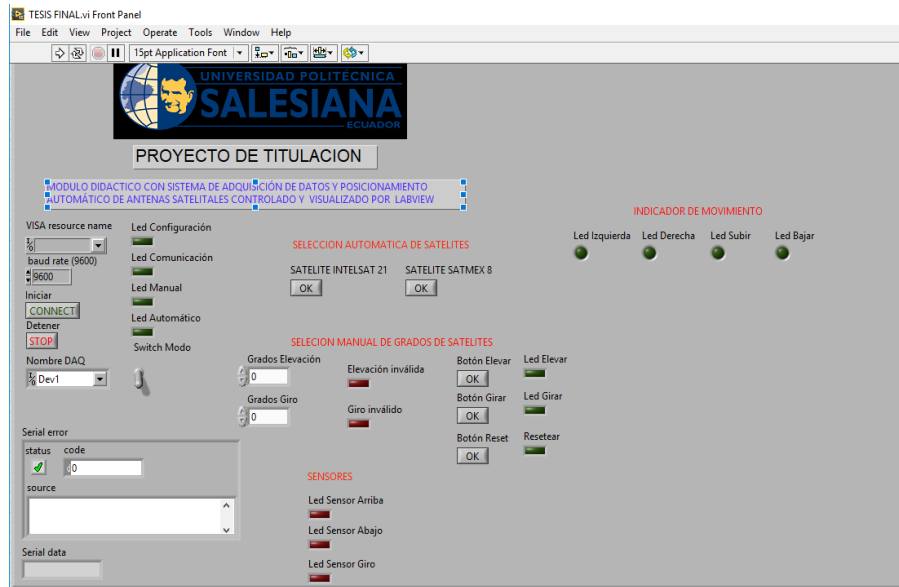 TESIS FINAL.vi Front Panel
File Edit View Project Operate Tools Window Help
15pt Application Font
UNIVERSIDAD POLITÉCNICA
SALESIANA
ECUADOR
PROYECTO DE TITULACION
MODULO DIDACTICO CON SISTEMA DE ADQUISICIÓN DE DATOS Y POSICIONAMIENTO
AUTOMÁTICO DE ANTENAS SATELITALES CONTROLADO Y VISUALIZADO POR LABVIEW
INDICADOR DE MOVIMIENTO
Led Izquierda Led Derecha Led Subir Led Bajar
VISA resource name
baud rate (9600)
9600
Iniciar
CONNECT
Detener
STOP
Nombre DAQ
Dev1
Led Configuración
Led Comunicación
Led Manual
Led Automático
Switch Modo
SELECCION AUTOMATICA DE SATELITES
SATELITE INTELSAT 21 SATELITE SATMEX 8
OK OK
SELECION MANUAL DE GRADOS DE SATELITES
Grados Elevación
0
Elevación inválida
Grados Giro
0
Giro inválido
Botón Elevar Led Elevar
OK
Botón Girar Led Girar
OK
Botón Reset Resetear
OK
Serial error
status code
d0
source
Serial data
SENSORES
Led Sensor Arriba
Led Sensor Abajo
Led Sensor Giro